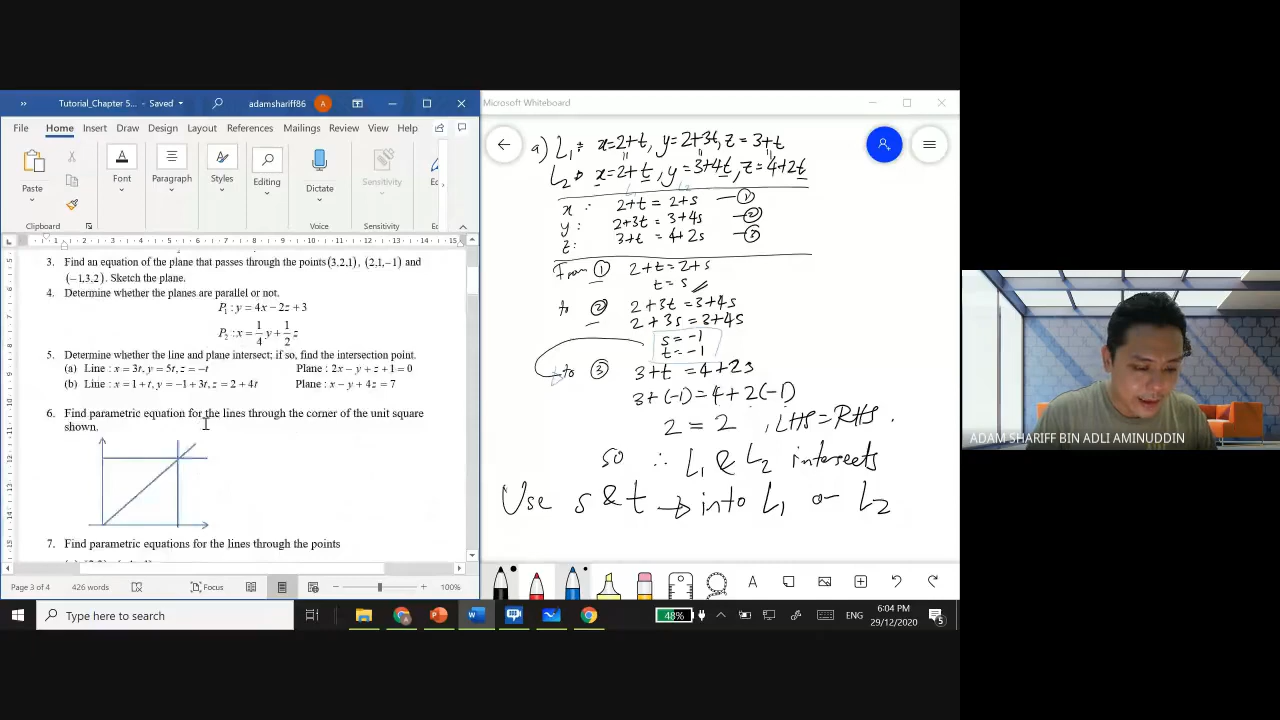 Tutorial_Chapter 5... - Saved
adamshariff86
A
File Home Insert Draw Design Layout References Mailings Review View Help
Paste
Font
Paragraph
Styles
Editing
Dictate
Sensitivity
Clipboard
3. Find an equation of the plane that passes through the points (3,2,1), (2,1,−1) and
(−1,3,2). Sketch the plane.
4. Determine whether the planes are parallel or not.
P₁ : y = 4x − 2z + 3
P₂ : x = 1/4 y + 1/2 z
5. Determine whether the line and plane intersect; if so, find the intersection point.
(a) Line : x = 3t, y = 5t, z = −t Plane : 2x − y + z + 1 = 0
(b) Line : x = 1 + t, y = −1 + 3t, z = 2 + 4t Plane : x − y + 4z = 7
6. Find parametric equation for the lines through the corner of the unit square
shown.
7. Find parametric equations for the lines through the points
Page 3 of 4
426 words
Focus
100%
Microsoft Whiteboard
a) L₁: x=2+t, y=2+3t, z=3+t
L₂: x=2+t, y=3+4t, z=4+2t
x: 2+t = 2+s —①
y: 2+3t = 3+4s —②
z: 3+t = 4+2s —③
From ① 2+t = 2+s
t = s
to ② 2+3t = 3+4s
2+3s = 3+4s
s = -1
t = -1
to ③ 3+t = 4+2s
3+(-1) = 4+2(-1)
2 = 2, LHS = RHS.
so ∴ L₁ & L₂ intersects
Use s & t → into L₁ or L₂
ADAM SHARIFF BIN ADLI AMINUDDIN
Type here to search
48%
ENG
6:04 PM
29/12/2020
5